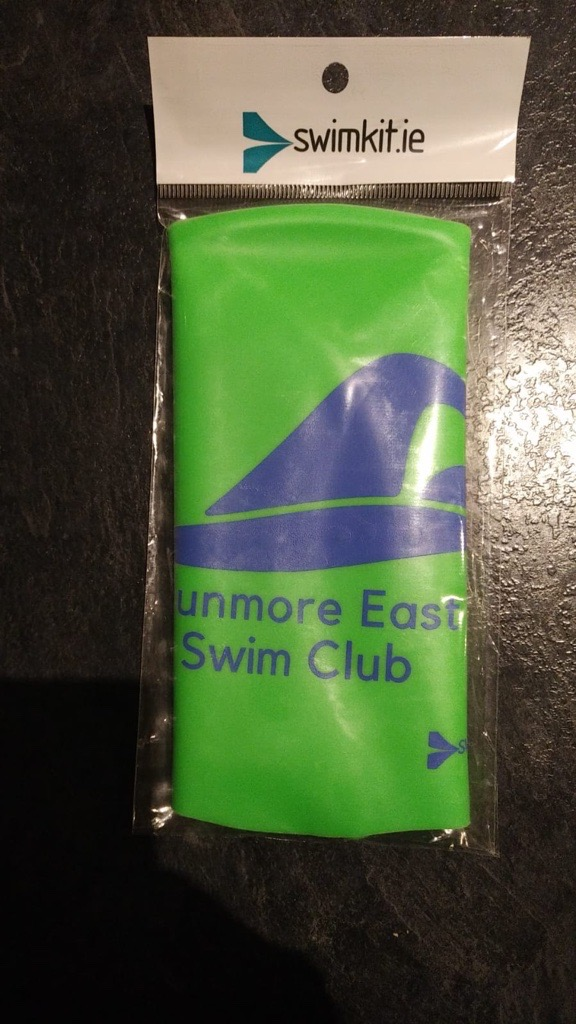 swimkit.ie
unmore East
Swim Club
s